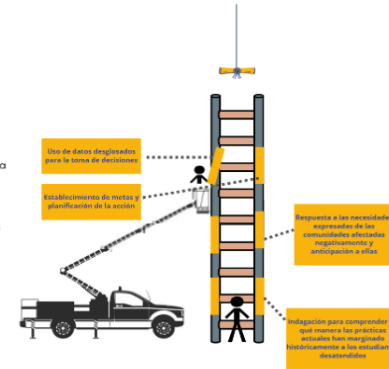 a
Uso de datos desglosados
para la toma de decisiones
Establecimiento de metas y
planificación de la acción
Respuesta a las necesidade
expresadas de las
comunidades afectadas
negativamente y
anticipación a ellas
Indagación para comprender
qué manera las prácticas
actuales han marginado
históricamente a los estudian
desatendidos